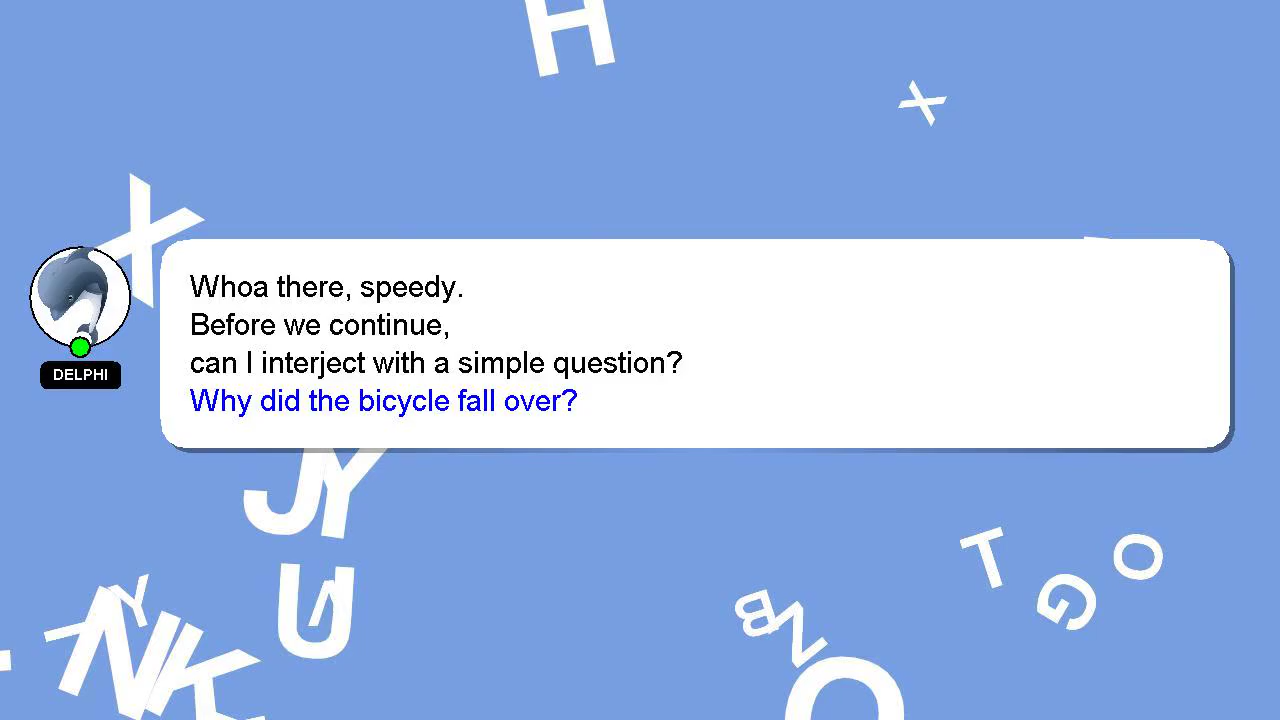 H
X
X
Whoa there, speedy.
Before we continue,
can I interject with a simple question?
Why did the bicycle fall over?
DELPHI
J Y
T O
G
U
Y
N K
B
N
O